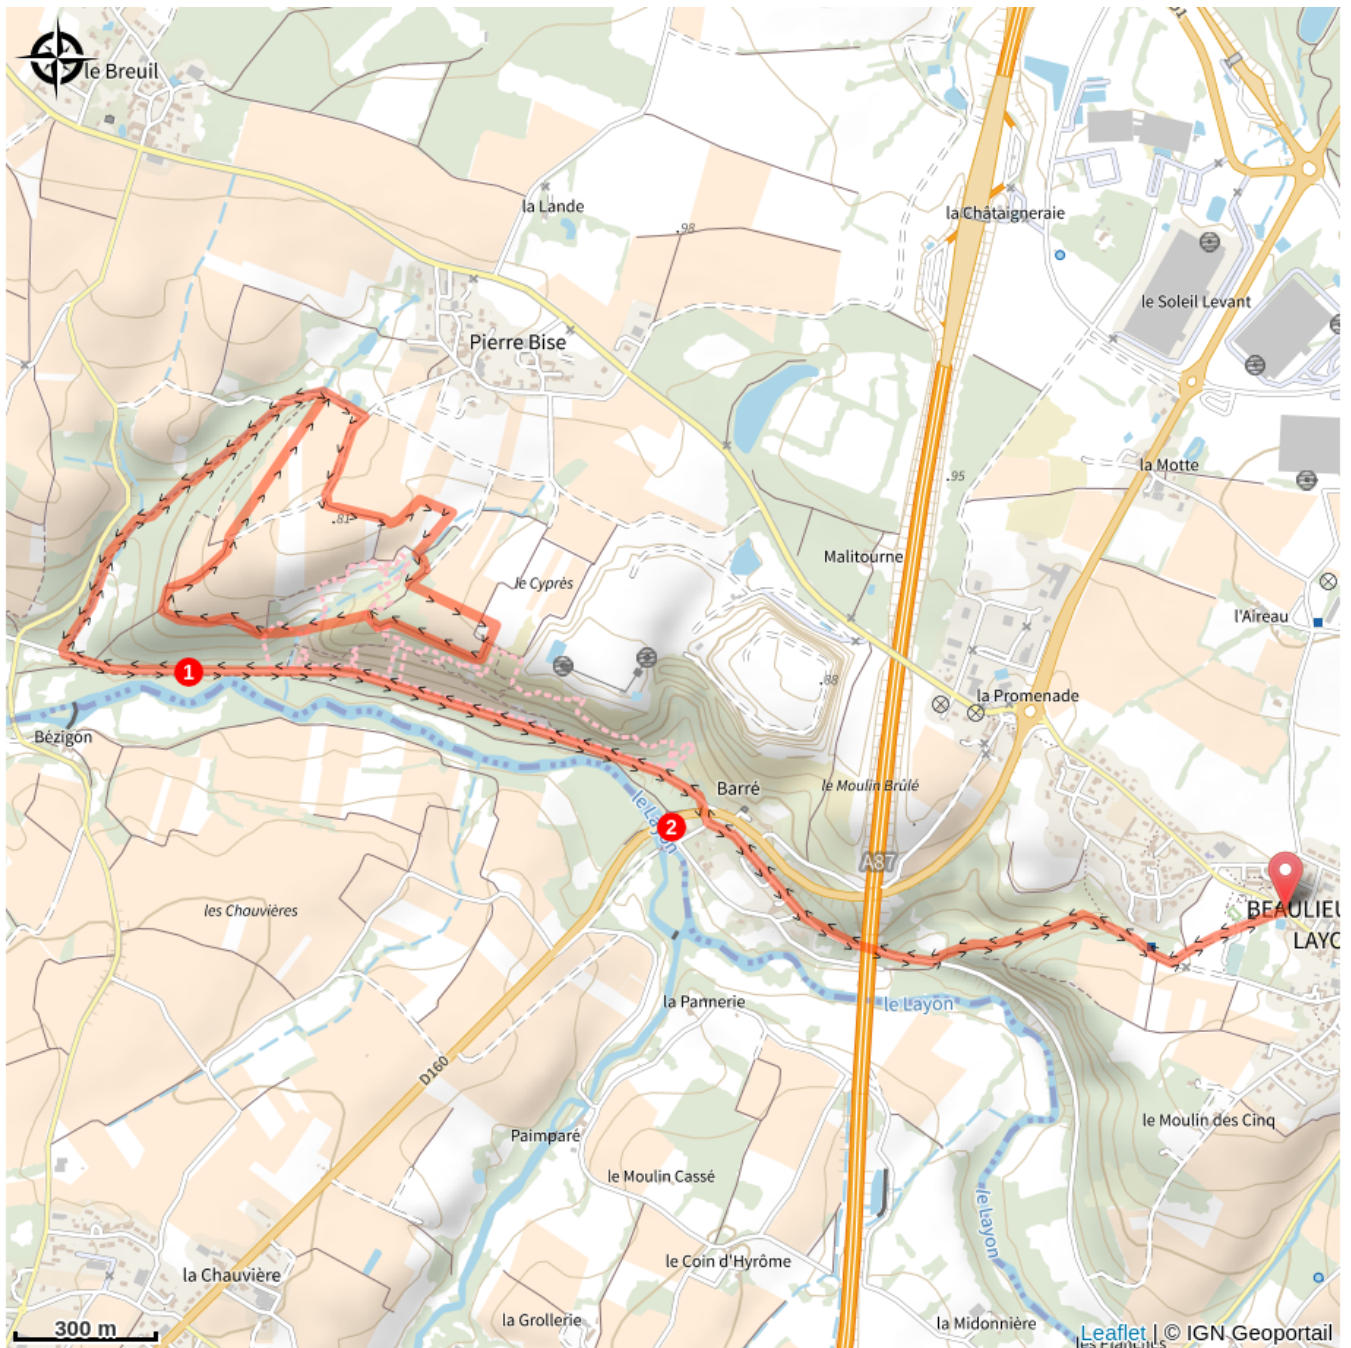 le Breuil
la Lande
.98
la Châtaigneraie
le Soleil Levant
Pierre Bise
la Motte
.95
.81
Malitourne
le Cyprès
l'Aireau
1
.88
la Promenade
Bézigon
Barré
le Moulin Brûlé
le Layon
2
A87
les Chauvières
BEAULIEU
LAYO
la Pannerie
le Layon
D160
le Moulin des Cinq
Paimparé
le Moulin Cassé
le Layon
le Coin d'Hyrôme
la Chauvière
la Grollerie
la Midonnière
300 m
Leaflet | © IGN Geoportail